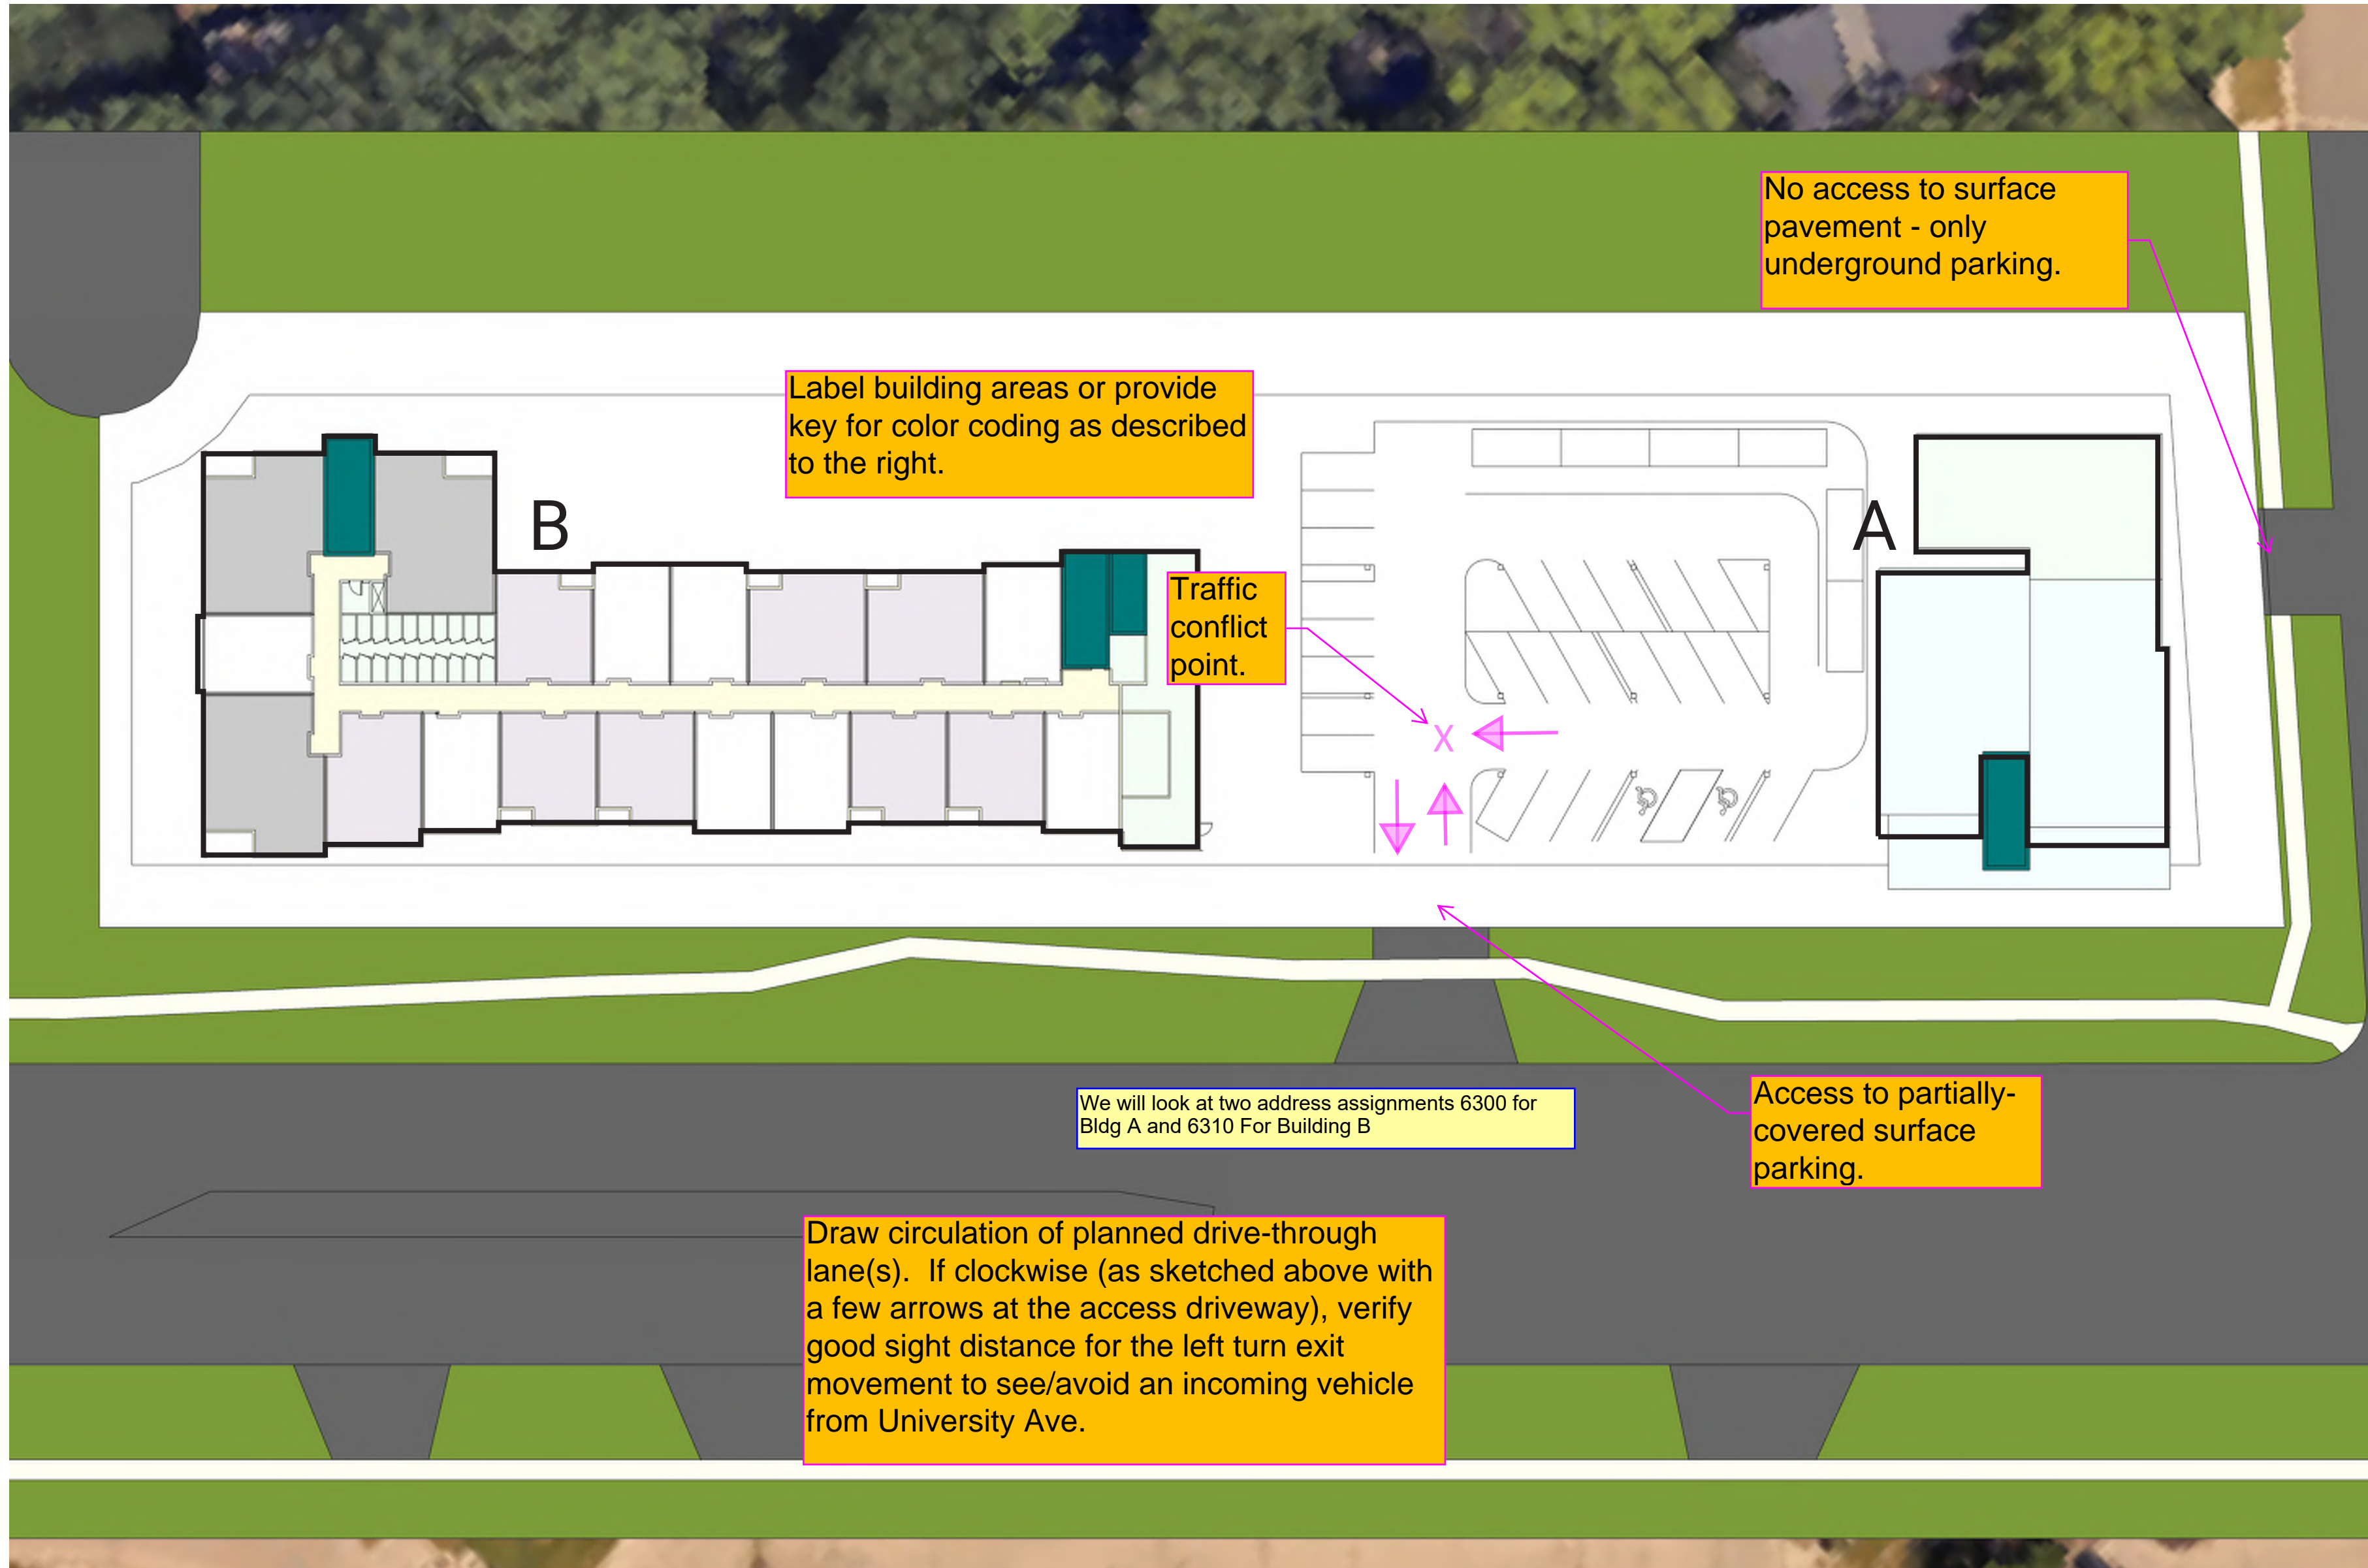 No access to surface
pavement - only
underground parking.
Label building areas or provide
key for color coding as described
to the right.
B
A
Traffic
conflict
point.
X
We will look at two address assignments 6300 for
Bldg A and 6310 For Building B
Access to partially-
covered surface
parking.
Draw circulation of planned drive-through
lane(s).  If clockwise (as sketched above with
a few arrows at the access driveway), verify
good sight distance for the left turn exit
movement to see/avoid an incoming vehicle
from University Ave.